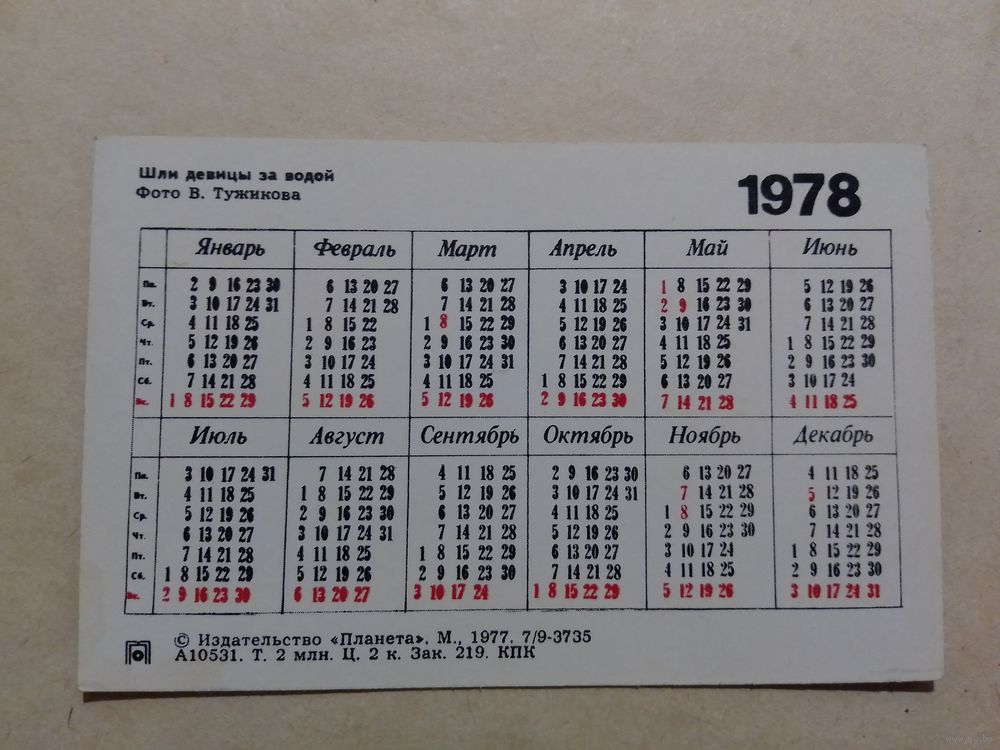 Шли девицы за водой
Фото В. Тужикова
1978
Январь Февраль Март Апрель Май Июнь
Пн. 2 9 16 23 30 6 13 20 27 6 13 20 27 3 10 17 24 1 8 15 22 29 5 12 19 26
Вт. 3 10 17 24 31 7 14 21 28 7 14 21 28 4 11 18 25 2 9 16 23 30 6 13 20 27
Ср. 4 11 18 25 1 8 15 22 1 8 15 22 29 5 12 19 26 3 10 17 24 31 7 14 21 28
Чт. 5 12 19 26 2 9 16 23 2 9 16 23 30 6 13 20 27 4 11 18 25 1 8 15 22 29
Пт. 6 13 20 27 3 10 17 24 3 10 17 24 31 7 14 21 28 5 12 19 26 2 9 16 23 30
Сб. 7 14 21 28 4 11 18 25 4 11 18 25 1 8 15 22 29 6 13 20 27 3 10 17 24
Вс. 1 8 15 22 29 5 12 19 26 5 12 19 26 2 9 16 23 30 7 14 21 28 4 11 18 25
Июль Август Сентябрь Октябрь Ноябрь Декабрь
Пн. 3 10 17 24 31 7 14 21 28 4 11 18 25 2 9 16 23 30 6 13 20 27 4 11 18 25
Вт. 4 11 18 25 1 8 15 22 29 5 12 19 26 3 10 17 24 31 7 14 21 28 5 12 19 26
Ср. 5 12 19 26 2 9 16 23 30 6 13 20 27 4 11 18 25 1 8 15 22 29 6 13 20 27
Чт. 6 13 20 27 3 10 17 24 31 7 14 21 28 5 12 19 26 2 9 16 23 30 7 14 21 28
Пт. 7 14 21 28 4 11 18 25 1 8 15 22 29 6 13 20 27 3 10 17 24 1 8 15 22 29
Сб. 1 8 15 22 29 5 12 19 26 2 9 16 23 30 7 14 21 28 4 11 18 25 2 9 16 23 30
Вс. 2 9 16 23 30 6 13 20 27 3 10 17 24 1 8 15 22 29 5 12 19 26 3 10 17 24 31
© Издательство «Планета». М., 1977. 7/9-3735
А10531. Т. 2 млн. Ц. 2 к. Зак. 219. КПК